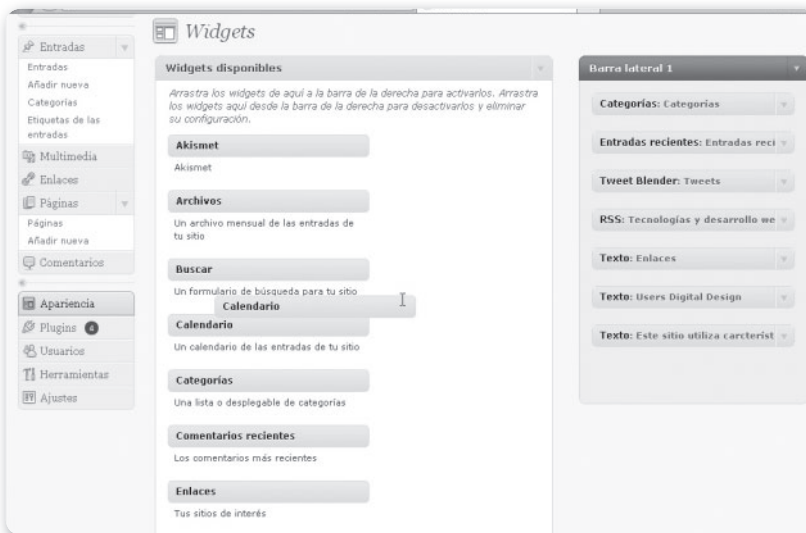 Widgets
Entradas
Entradas
Añadir nueva
Categorías
Etiquetas de las
entradas
Multimedia
Enlaces
Páginas
Páginas
Añadir nueva
Comentarios
Apariencia
Plugins 4
Usuarios
Herramientas
Ajustes
Widgets disponibles
Arrastra los widgets de aquí a la barra de la derecha para activarlos. Arrastra
los widgets aquí desde la barra de la derecha para desactivarlos y eliminar
su configuración.
Akismet
Akismet
Archivos
Un archivo mensual de las entradas de
tu sitio
Buscar
Un formulario de búsqueda para tu sitio
Calendario
Calendario
Un calendario de las entradas de tu sitio
Categorías
Una lista o desplegable de categorías
Comentarios recientes
Los comentarios más recientes
Enlaces
Tus sitios de interés
Barra lateral 1
Categorías: Categorias
Entradas recientes: Entradas reci
Tweet Blender: Tweets
RSS: Tecnologías y desarrollo we
Texto: Enlaces
Texto: Users Digital Design
Texto: Este sitio utiliza carcterist